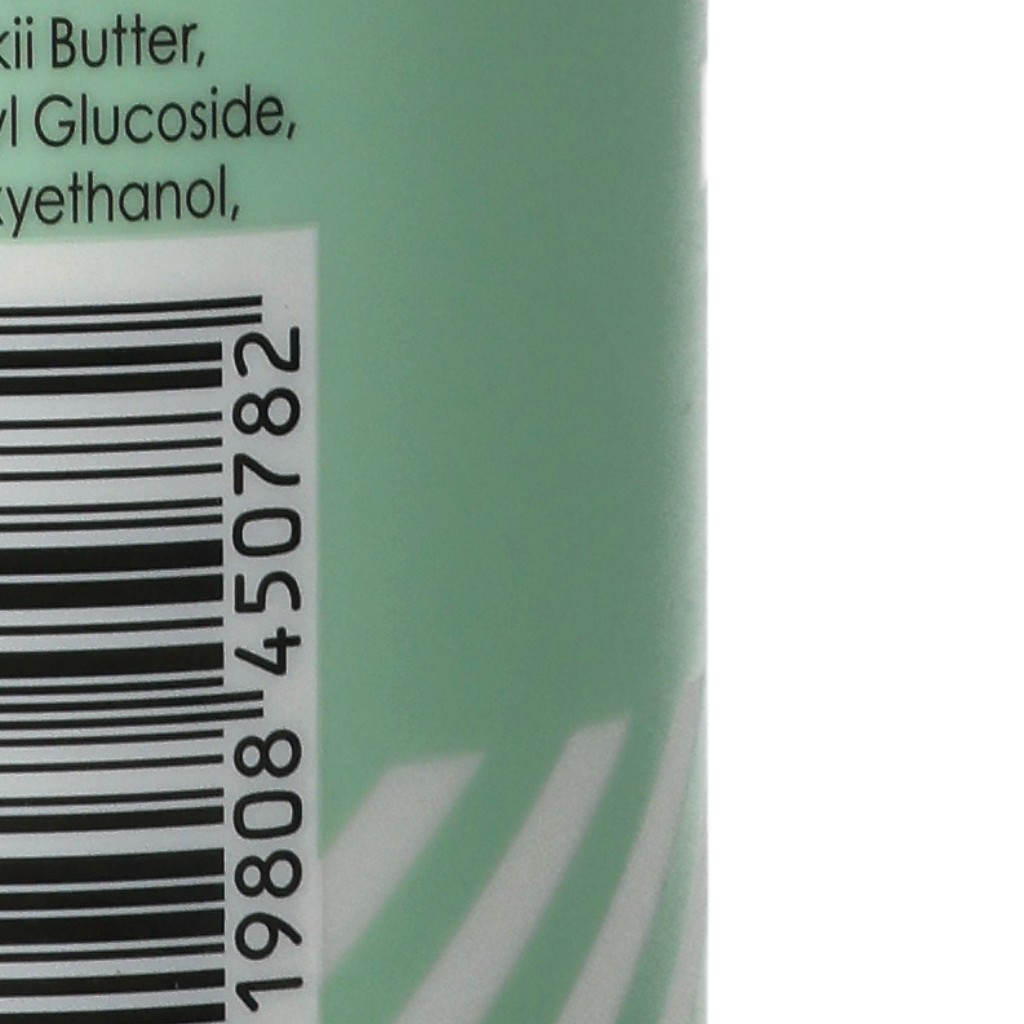 kii Butter,
yl Glucoside,
xyethanol,
19808 450782